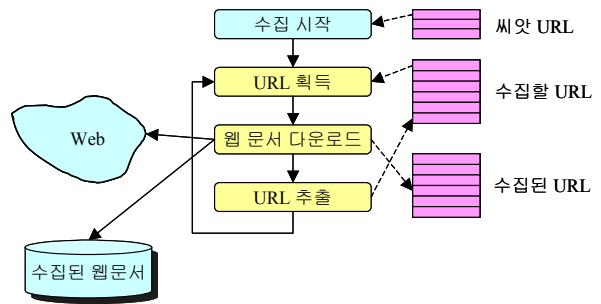 수집 시작
씨앗 URL
URL 획득
수집할 URL
Web
웹 문서 다운로드
URL 추출
수집된 URL
수집된 웹문서